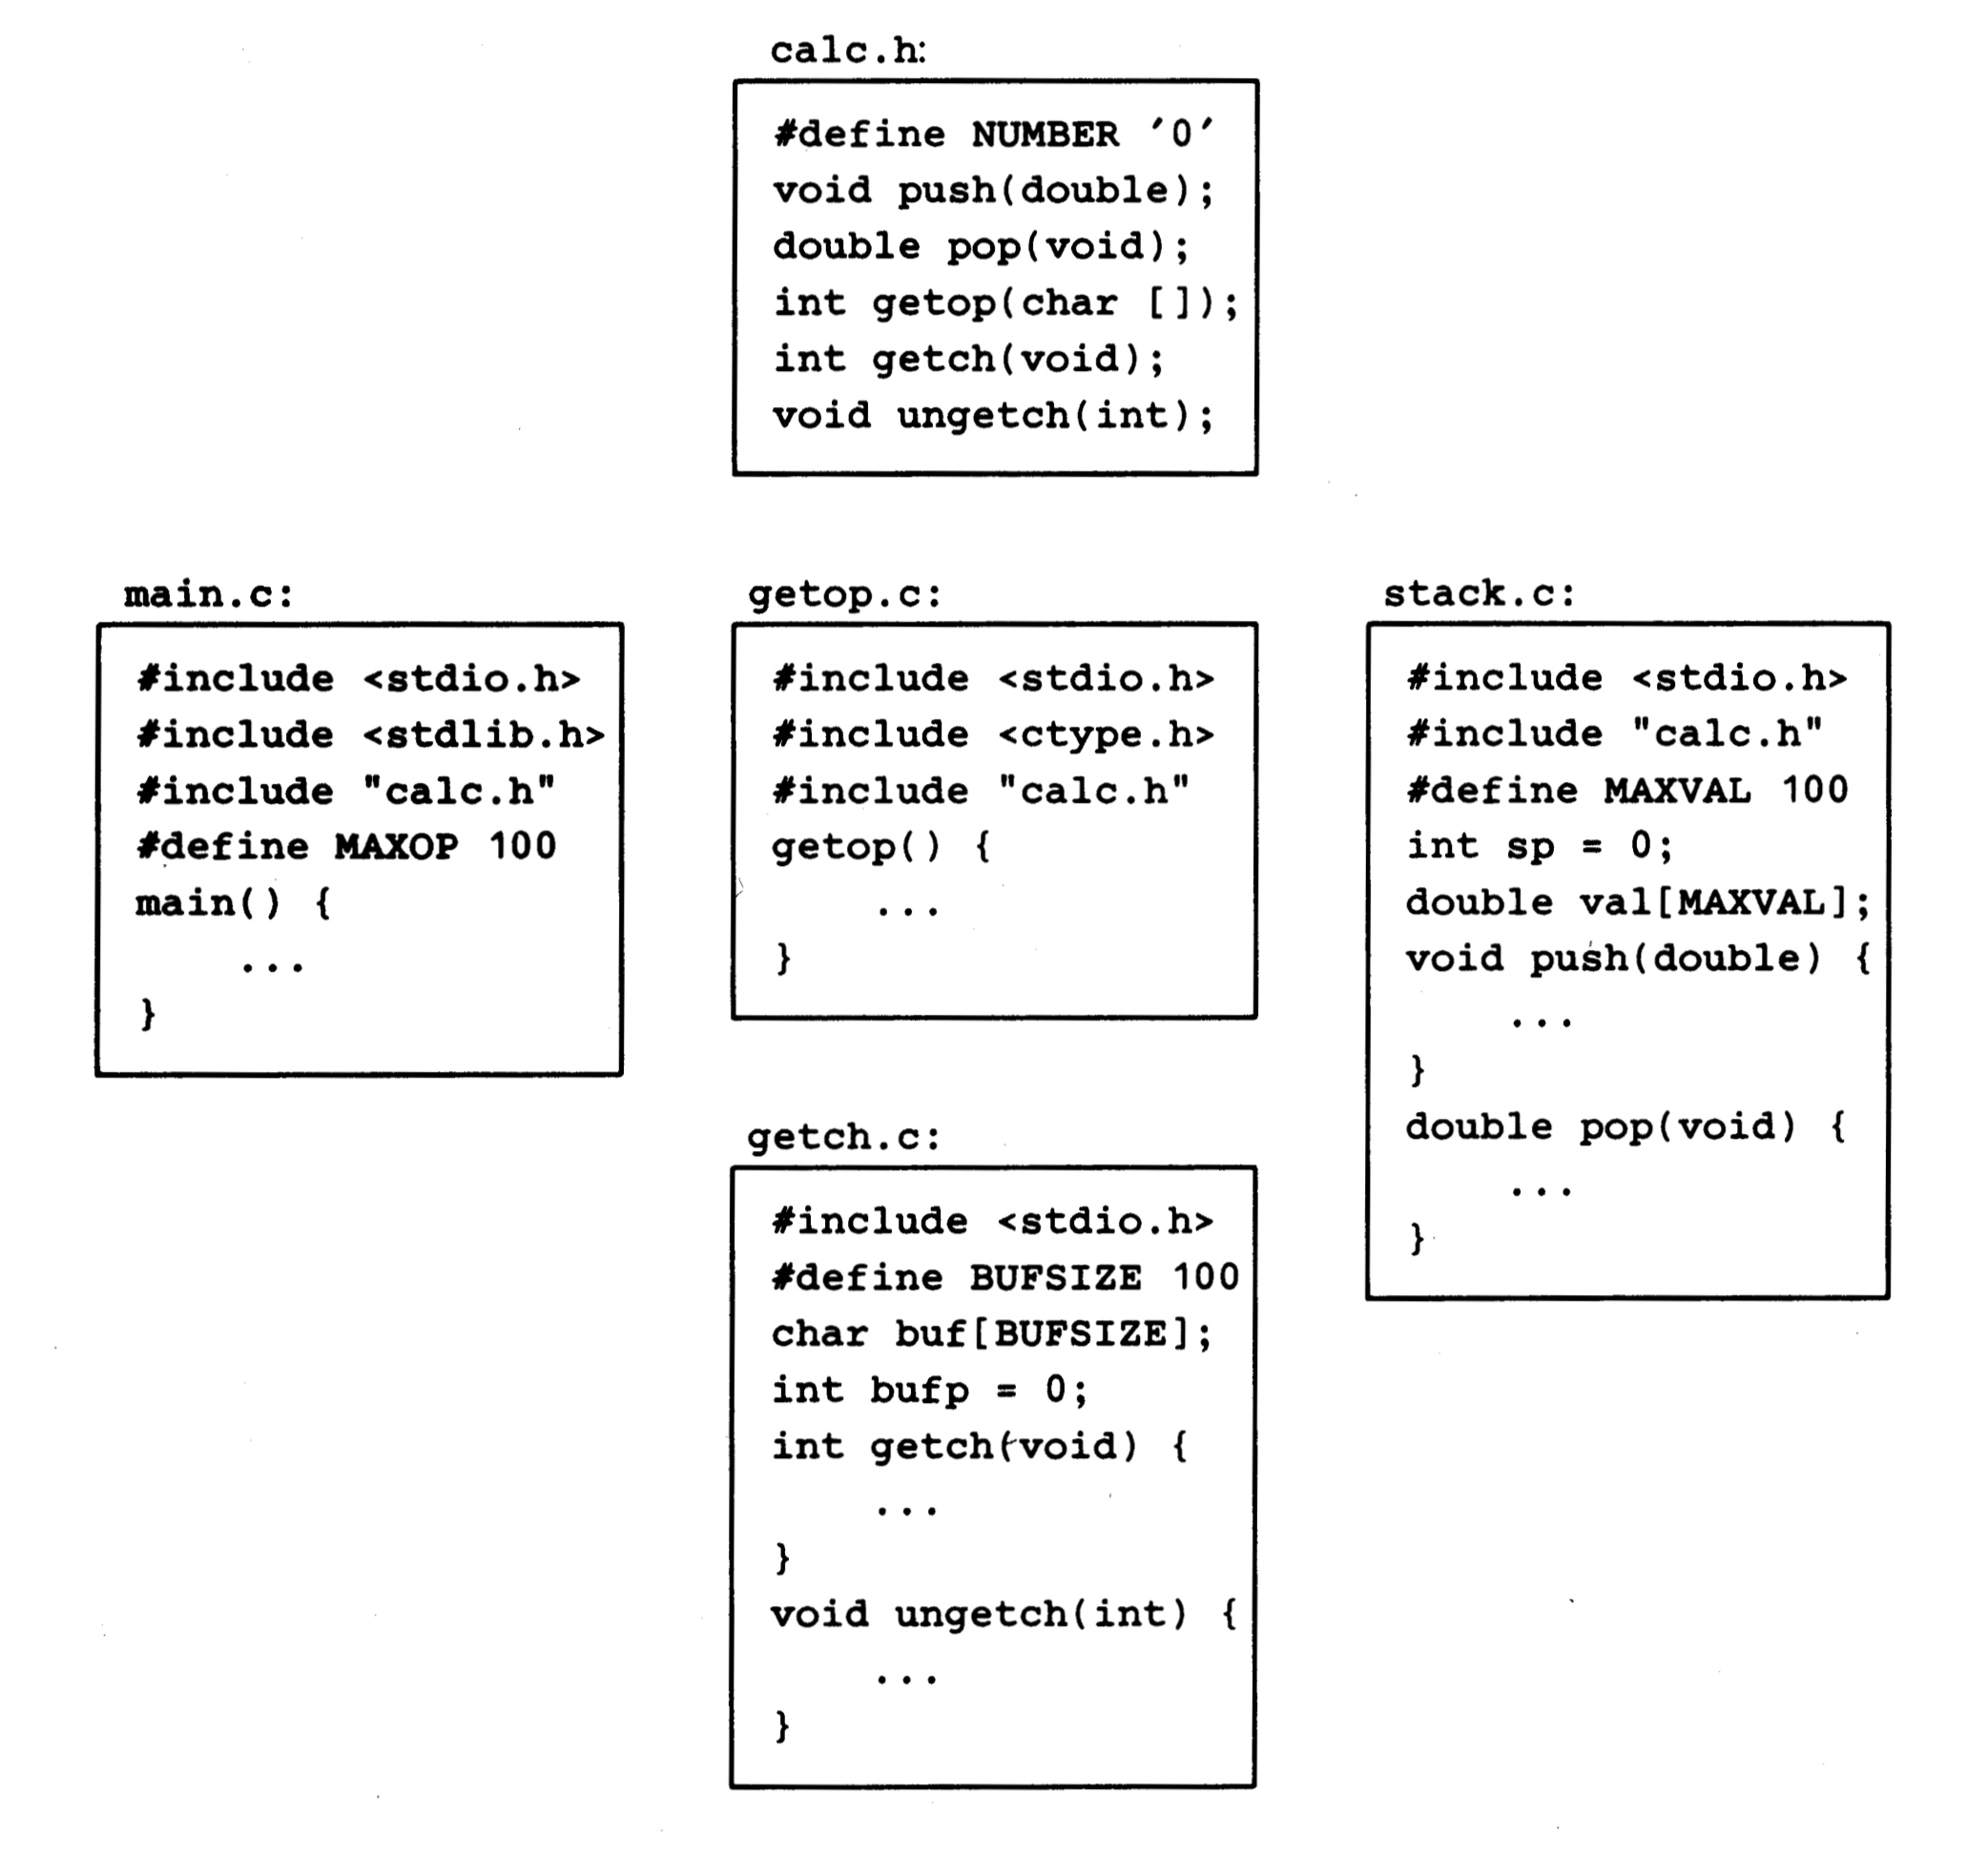 calc.h:
#define NUMBER '0'
void push(double);
double pop(void);
int getop(char []);
int getch(void);
void ungetch(int);
main.c:
#include <stdio.h>
#include <stdlib.h>
#include "calc.h"
#define MAXOP 100
main() {
...
}
getop.c:
#include <stdio.h>
#include <ctype.h>
#include "calc.h"
getop() {
...
}
getch.c:
#include <stdio.h>
#define BUFSIZE 100
char buf[BUFSIZE];
int bufp = 0;
int getch(void) {
...
}
void ungetch(int) {
...
}
stack.c:
#include <stdio.h>
#include "calc.h"
#define MAXVAL 100
int sp = 0;
double val[MAXVAL];
void push(double) {
...
}
double pop(void) {
...
}